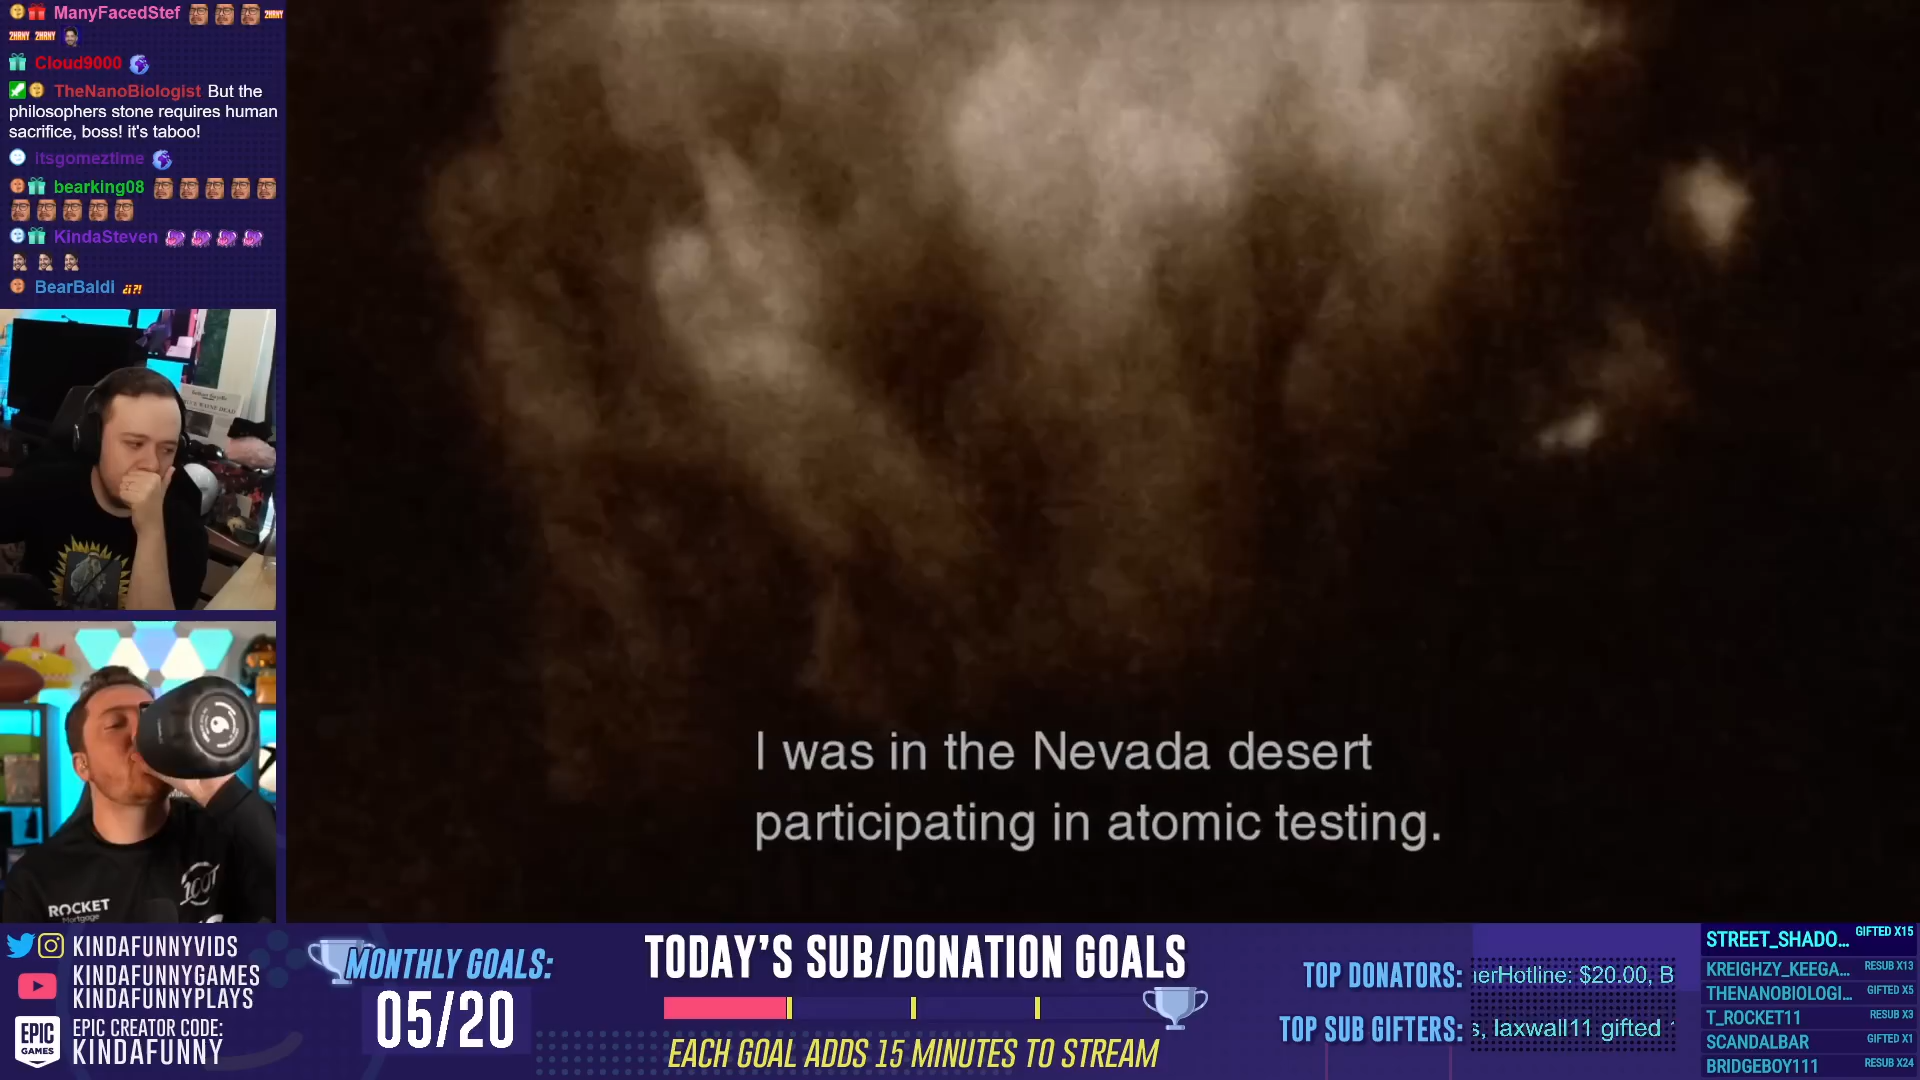 ManyFacedStef
Cloud9000
TheNanoBiologist But the
philosophers stone requires human
sacrifice, boss! it's taboo!
itsgomeztime
bearking08
KindaSteven
BearBaldi
I was in the Nevada desert
participating in atomic testing.
ROCKET
Mortgage
KINDAFUNNYVIDS
KINDAFUNNYGAMES
KINDAFUNNYPLAYS
EPIC GAMES
EPIC CREATOR CODE:
KINDAFUNNY
MONTHLY GOALS:
05/20
TODAY'S SUB/DONATION GOALS
EACH GOAL ADDS 15 MINUTES TO STREAM
TOP DONATORS: erHotline: $20.00, B
TOP SUB GIFTERS: s, laxwall11 gifted
STREET_SHADO... GIFTED X15
KREIGHZY_KEEGA... RESUB X13
THENANOBIOLOGI... GIFTED X5
T_ROCKET11 RESUB X3
SCANDALBAR GIFTED X1
BRIDGEBOY111 RESUB X24